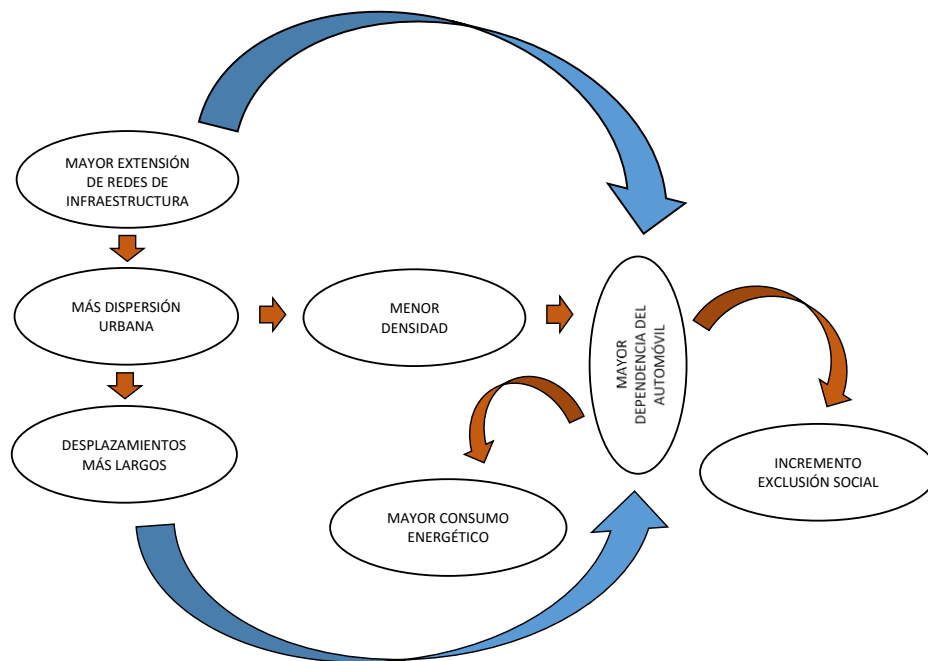 MAYOR EXTENSIÓN
DE REDES DE
INFRAESTRUCTURA
MÁS DISPERSIÓN
URBANA
MENOR
DENSIDAD
MAYOR
DEPENDENCIA DEL
AUTOMÓVIL
DESPLAZAMIENTOS
MÁS LARGOS
MAYOR CONSUMO
ENERGÉTICO
INCREMENTO
EXCLUSIÓN SOCIAL